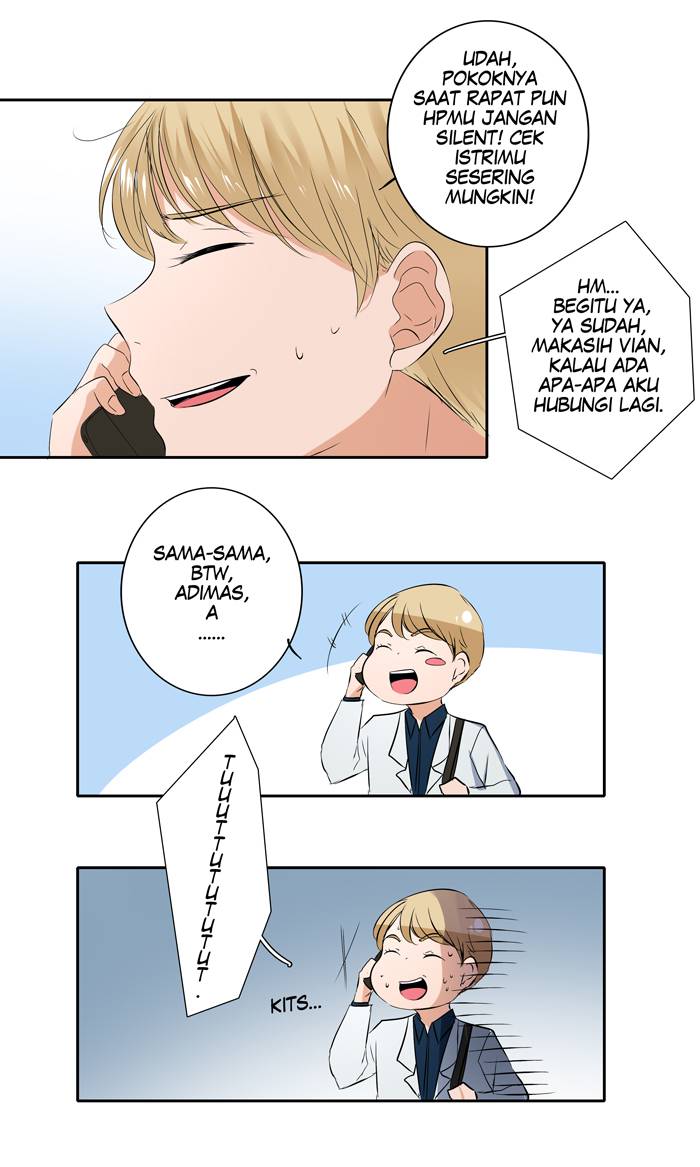 UDAH,
POKOKNYA
SAAT RAPAT PUN
HPMU JANGAN
SILENT! CEK
ISTRIMU
SESERING
MUNGKIN!
HM...
BEGITU YA,
YA SUDAH,
MAKASIH VIAN,
KALAU ADA
APA-APA AKU
HUBUNGI LAGI.
SAMA-SAMA,
BTW,
ADIMAS,
A
......
TUUUTTUTUTUTUT.
KITS...